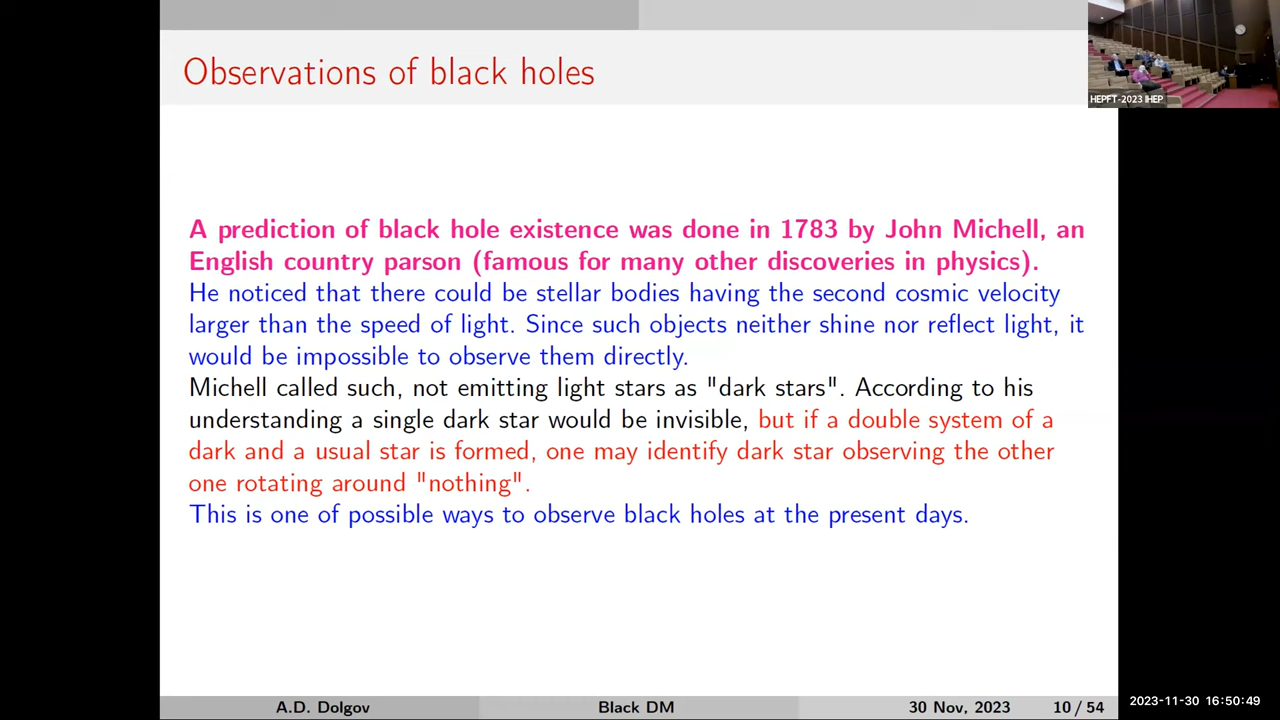 Observations of black holes
HEPFT-2023 IHEP
A prediction of black hole existence was done in 1783 by John Michell, an
English country parson (famous for many other discoveries in physics).
He noticed that there could be stellar bodies having the second cosmic velocity
larger than the speed of light. Since such objects neither shine nor reflect light, it
would be impossible to observe them directly.
Michell called such, not emitting light stars as "dark stars". According to his
understanding a single dark star would be invisible, but if a double system of a
dark and a usual star is formed, one may identify dark star observing the other
one rotating around "nothing".
This is one of possible ways to observe black holes at the present days.
A.D. Dolgov Black DM 30 Nov, 2023 10 / 54
2023-11-30 16:50:49